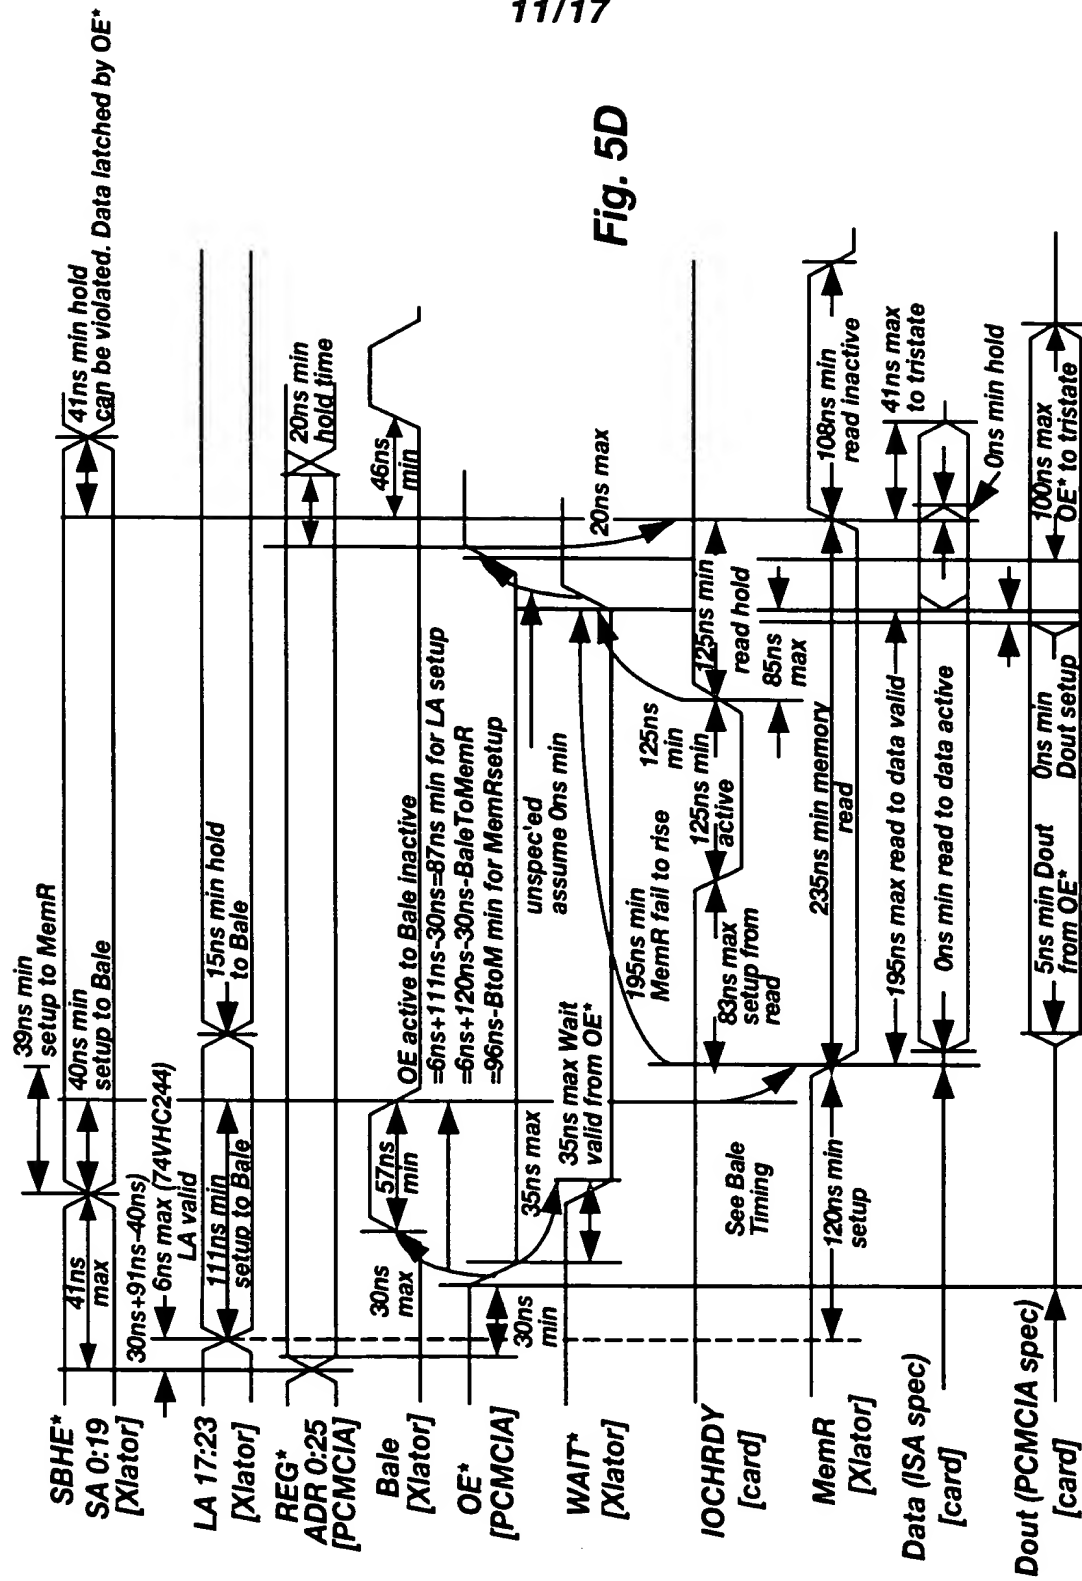 11/17
Fig. 5D
SBHE*
SA 0:19
[Xlator]
41ns
max
39ns min
setup to MemR
40ns min
setup to Bale
41ns min hold
can be violated. Data latched by OE*
30ns+91ns-40ns)
6ns max (74VHC244)
LA valid
LA 17:23
[Xlator]
111ns min
setup to Bale
15ns min hold
to Bale
REG*
ADR 0:25
[PCMCIA]
20ns min
hold time
Bale
[Xlator]
30ns
max
57ns
min
OE active to Bale inactive
=6ns+111ns-30ns=87ns min for LA setup
=6ns+120ns-30ns-BaleToMemR
=96ns-BtoM min for MemRsetup
46ns
min
OE*
[PCMCIA]
30ns
min
35ns max
unspec'ed
assume 0ns min
20ns max
WAIT*
[Xlator]
35ns max Wait
valid from OE*
195ns min
MemR fail to rise
125ns
min
IOCHRDY
[card]
See Bale
Timing
83ns max
setup from
read
125ns min
active
125ns min
read hold
85ns
max
MemR
[Xlator]
120ns min
setup
235ns min memory
read
108ns min
read inactive
Data (ISA spec)
[card]
195ns max read to data valid
0ns min read to data active
41ns max
to tristate
0ns min hold
Dout (PCMCIA spec)
[card]
5ns min Dout
from OE*
0ns min
Dout setup
100ns max
OE* to tristate